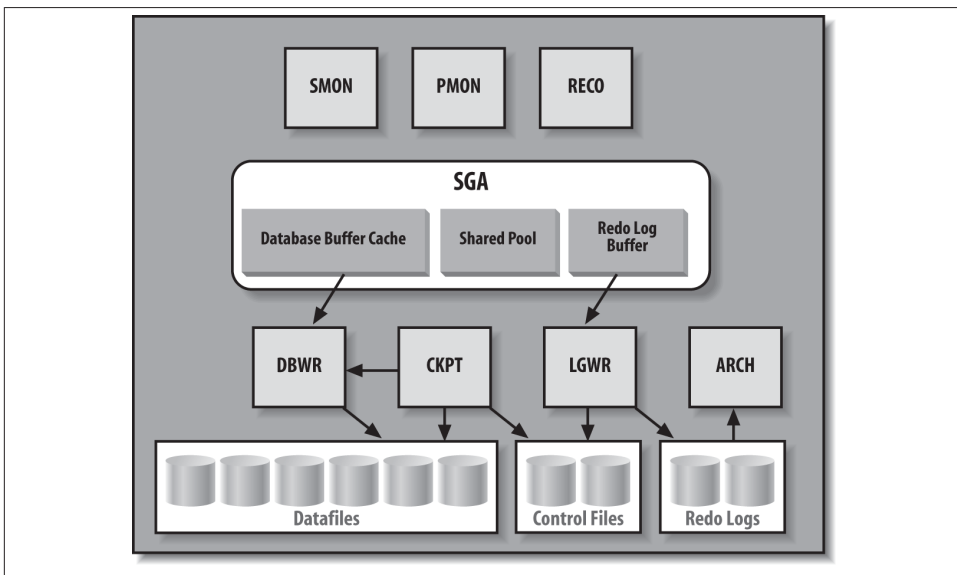 SMON
PMON
RECO
SGA
Database Buffer Cache
Shared Pool
Redo Log
Buffer
DBWR
CKPT
LGWR
ARCH
Datafiles
Control Files
Redo Logs